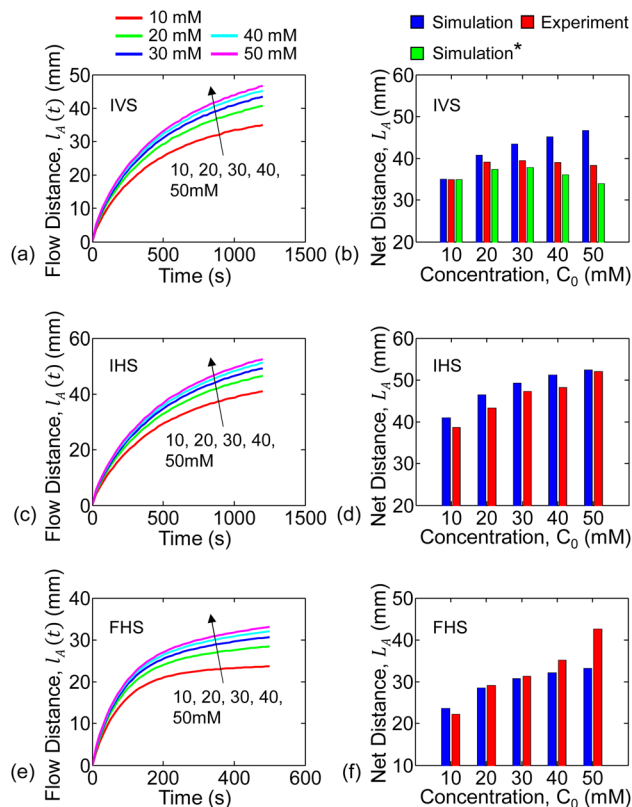 10 mM
20 mM 40 mM
30 mM 50 mM
Simulation Experiment
Simulation*
Flow Distance, l_A(t) (mm)
50
40
30
20
10
0
IVS
10, 20, 30, 40,
50mM
0 500 1000 1500
(a) Time (s)
Net Distance, L_A (mm)
60
50
40
30
20
IVS
10 20 30 40 50
(b) Concentration, C₀ (mM)
Flow Distance, l_A(t) (mm)
60
40
20
0
IHS
10, 20, 30, 40,
50mM
0 500 1000 1500
(c) Time (s)
Net Distance, L_A (mm)
60
50
40
30
20
IHS
10 20 30 40 50
(d) Concentration, C₀ (mM)
Flow Distance, l_A(t) (mm)
40
30
20
10
0
FHS
10, 20, 30, 40,
50mM
0 200 400 600
(e) Time (s)
Net Distance, L_A (mm)
50
40
30
20
10
FHS
10 20 30 40 50
(f) Concentration, C₀ (mM)